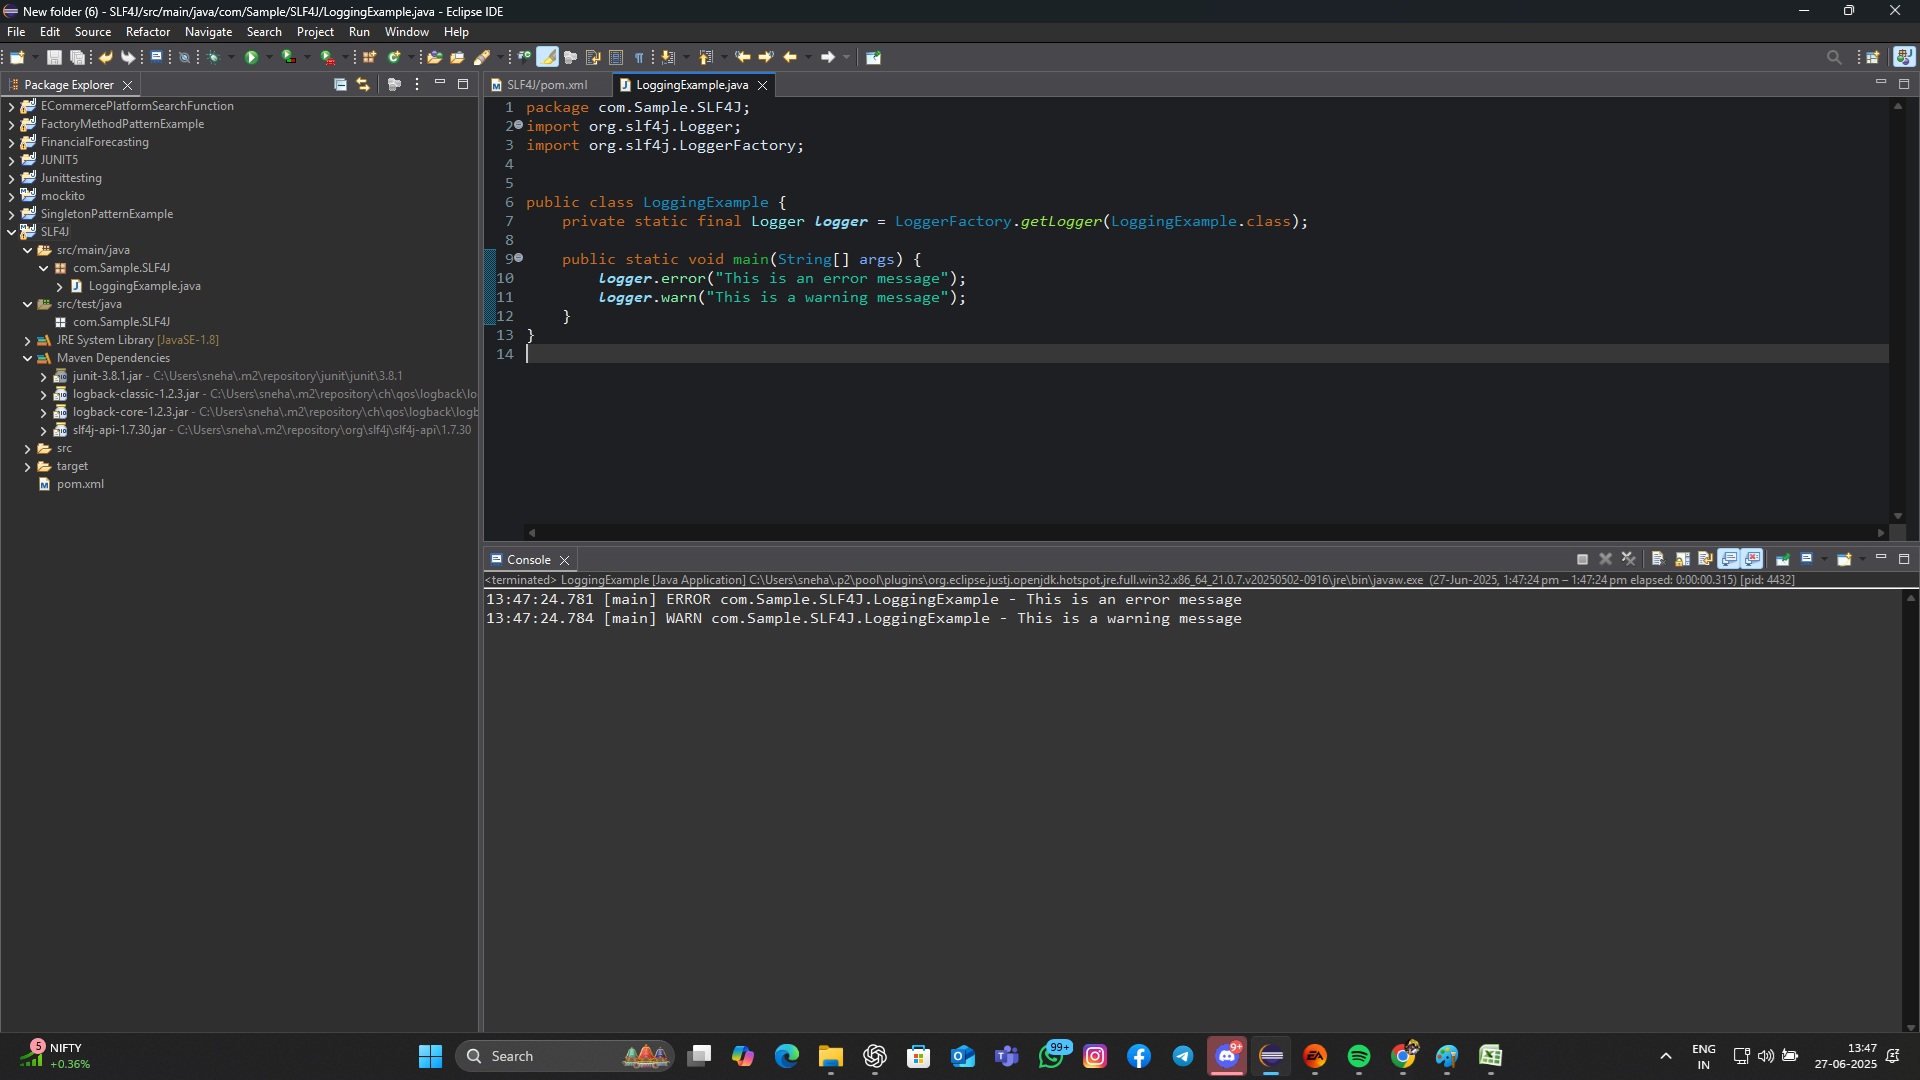 New folder (6) - SLF4J/src/main/java/com/Sample/SLF4J/LoggingExample.java - Eclipse IDE
File Edit Source Refactor Navigate Search Project Run Window Help
Package Explorer
ECommercePlatformSearchFunction
FactoryMethodPatternExample
FinancialForecasting
JUNIT5
Junittesting
mockito
SingletonPatternExample
SLF4J
src/main/java
com.Sample.SLF4J
LoggingExample.java
src/test/java
com.Sample.SLF4J
JRE System Library [JavaSE-1.8]
Maven Dependencies
junit-3.8.1.jar - C:\Users\sneha\.m2\repository\junit\junit\3.8.1
logback-classic-1.2.3.jar - C:\Users\sneha\.m2\repository\ch\qos\logback\lo
logback-core-1.2.3.jar - C:\Users\sneha\.m2\repository\ch\qos\logback\logb
slf4j-api-1.7.30.jar - C:\Users\sneha\.m2\repository\org\slf4j\slf4j-api\1.7.30
src
target
pom.xml
SLF4J/pom.xml LoggingExample.java
1 package com.Sample.SLF4J;
2 import org.slf4j.Logger;
3 import org.slf4j.LoggerFactory;
4
5
6 public class LoggingExample {
7 private static final Logger logger = LoggerFactory.getLogger(LoggingExample.class);
8
9 public static void main(String[] args) {
10 logger.error("This is an error message");
11 logger.warn("This is a warning message");
12 }
13 }
14
Console
<terminated> LoggingExample [Java Application] C:\Users\sneha\.p2\pool\plugins\org.eclipse.justj.openjdk.hotspot.jre.full.win32.x86_64_21.0.7.v20250502-0916\jre\bin\javaw.exe (27-Jun-2025, 1:47:24 pm – 1:47:24 pm elapsed: 0:00:00.315) [pid: 4432]
13:47:24.781 [main] ERROR com.Sample.SLF4J.LoggingExample - This is an error message
13:47:24.784 [main] WARN com.Sample.SLF4J.LoggingExample - This is a warning message
5
NIFTY
+0.36%
Search
99+
9+
EA
ENG
IN
13:47
27-06-2025